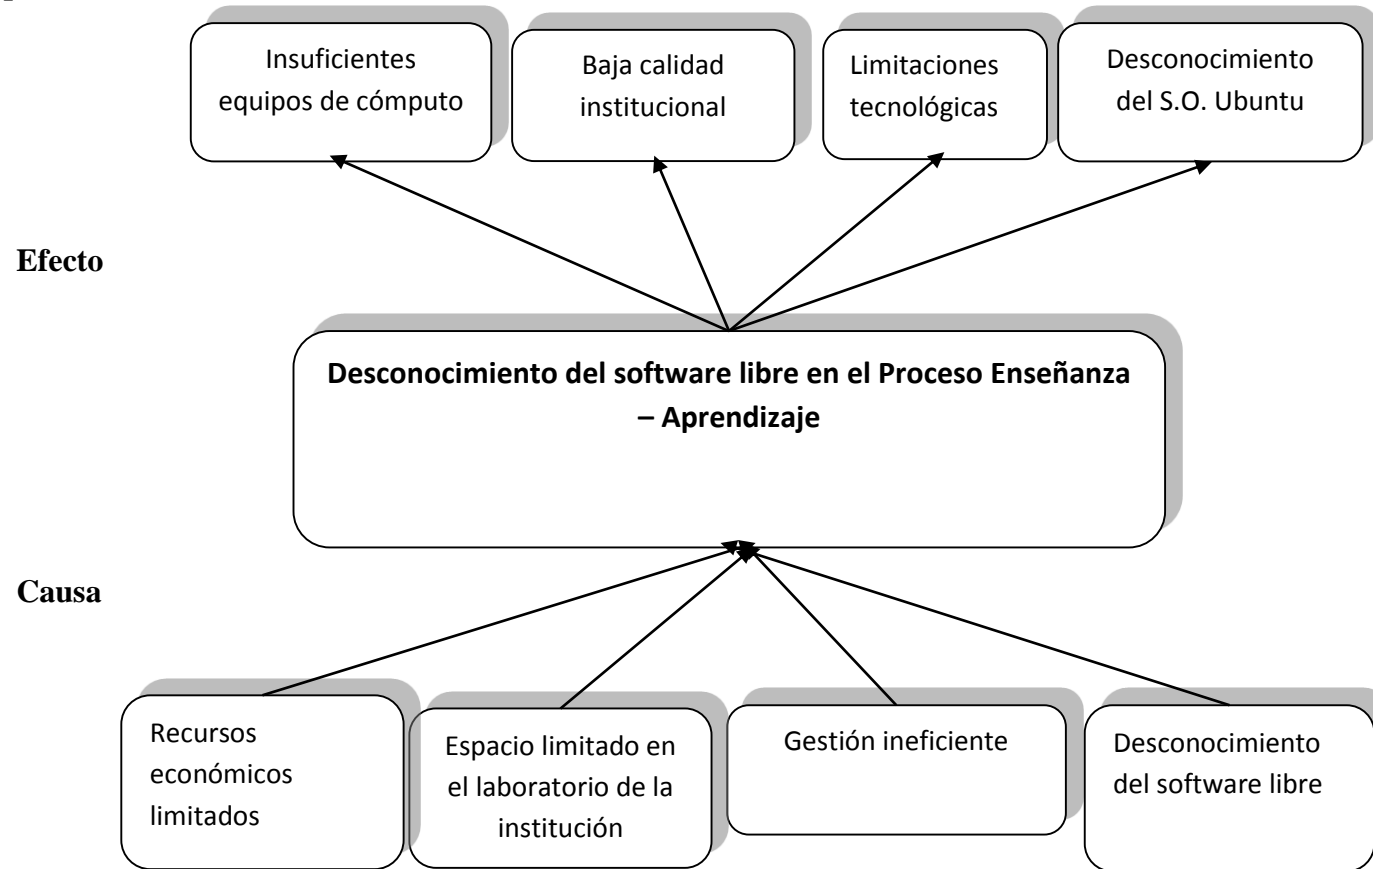 Insuficientes
equipos de cómputo
Baja calidad
institucional
Limitaciones
tecnológicas
Desconocimiento
del S.O. Ubuntu
Efecto
Desconocimiento del software libre en el Proceso Enseñanza
– Aprendizaje
Causa
Recursos
económicos
limitados
Espacio limitado en
el laboratorio de la
institución
Gestión ineficiente
Desconocimiento
del software libre